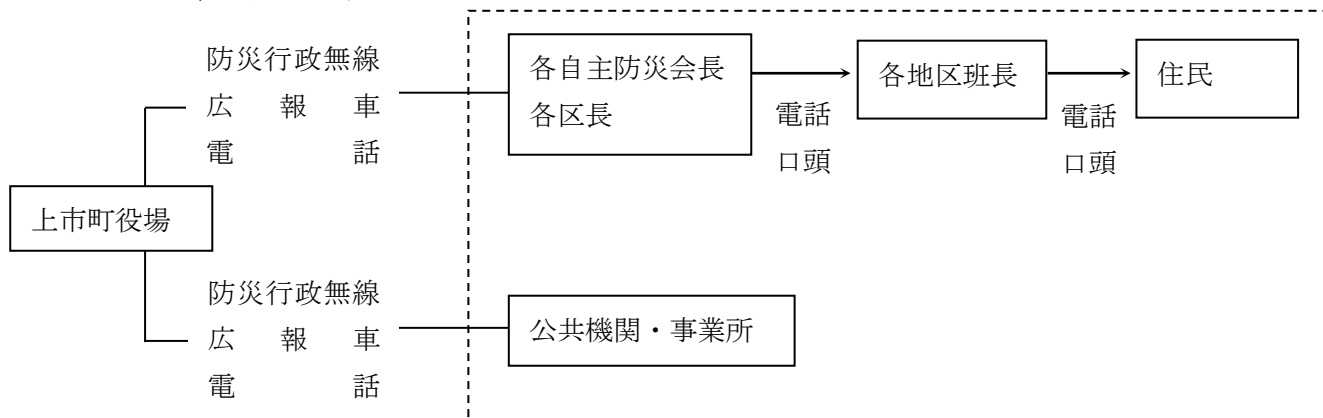 防災行政無線
広報車
電話
各自主防災会長
各区長
電話
口頭
各地区班長
電話
口頭
住民
上市町役場
防災行政無線
広報車
電話
公共機関・事業所